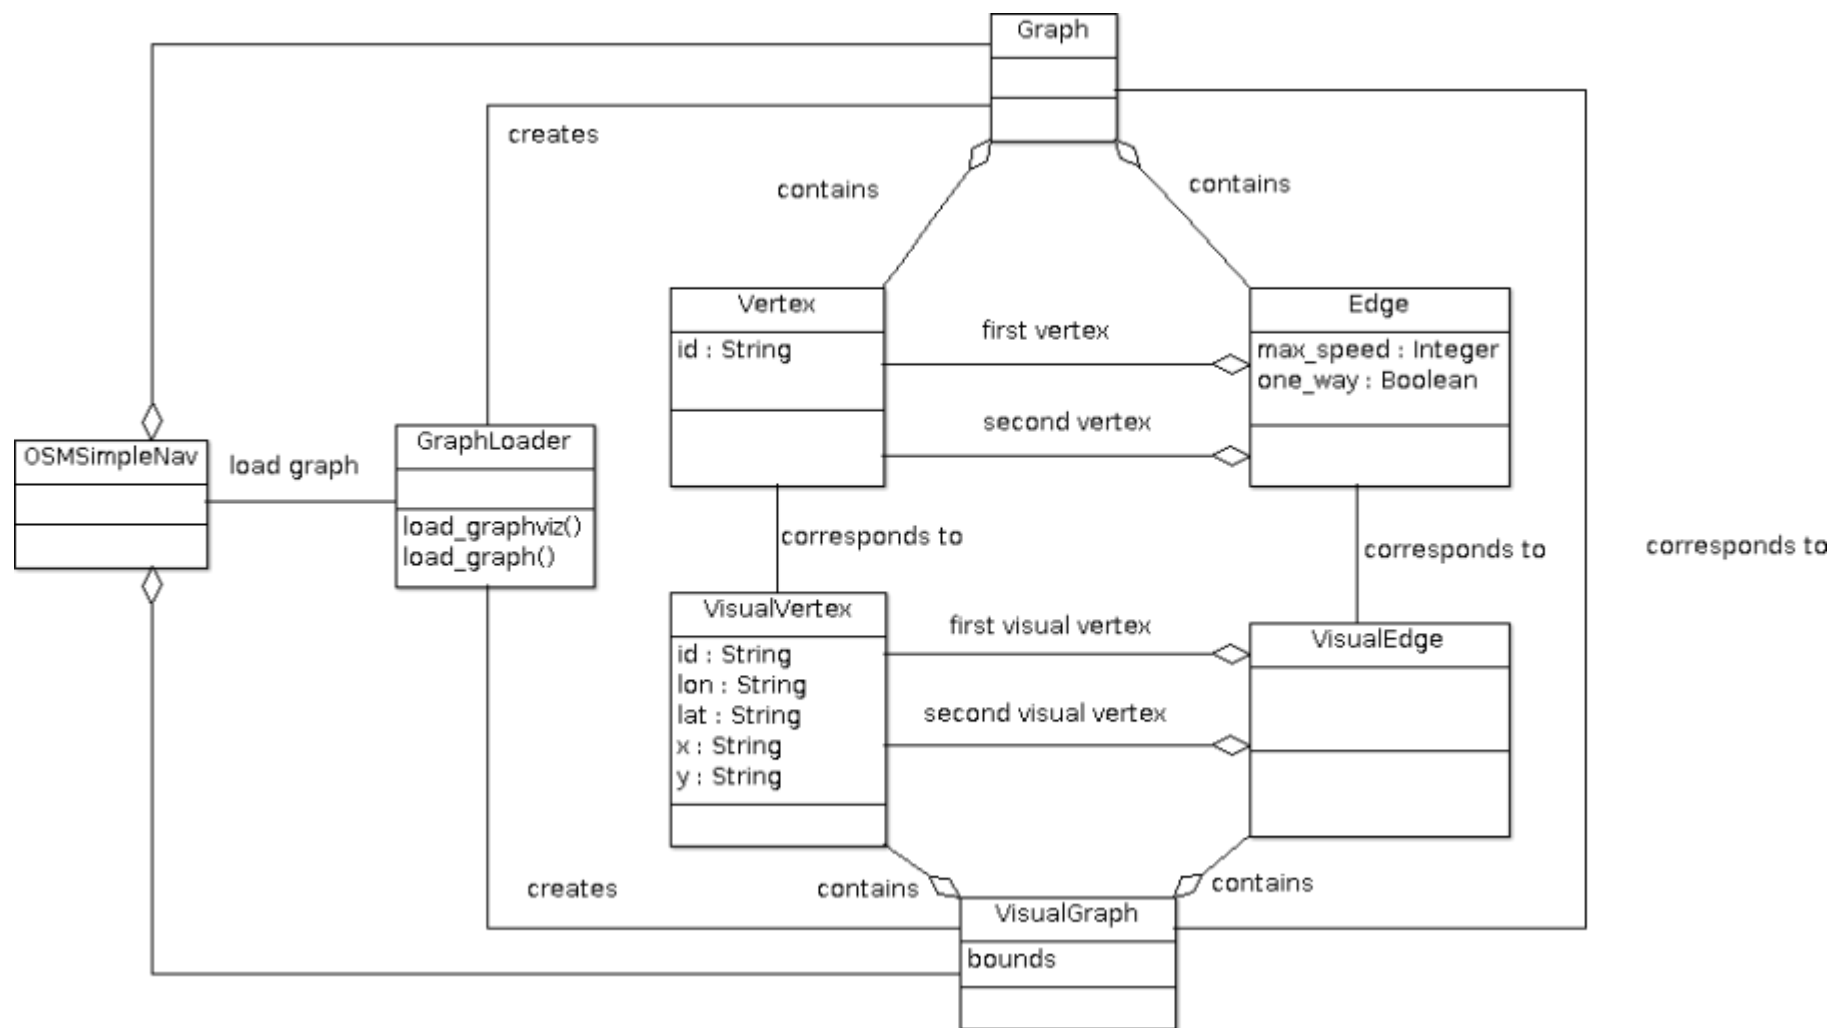 Graph
creates
contains
contains
Vertex
id : String
first vertex
second vertex
Edge
max_speed : Integer
one_way : Boolean
OSMSimpleNav
load graph
GraphLoader
load_graphviz()
load_graph()
corresponds to
corresponds to
corresponds to
VisualVertex
id : String
lon : String
lat : String
x : String
y : String
first visual vertex
second visual vertex
VisualEdge
creates
contains
contains
VisualGraph
bounds